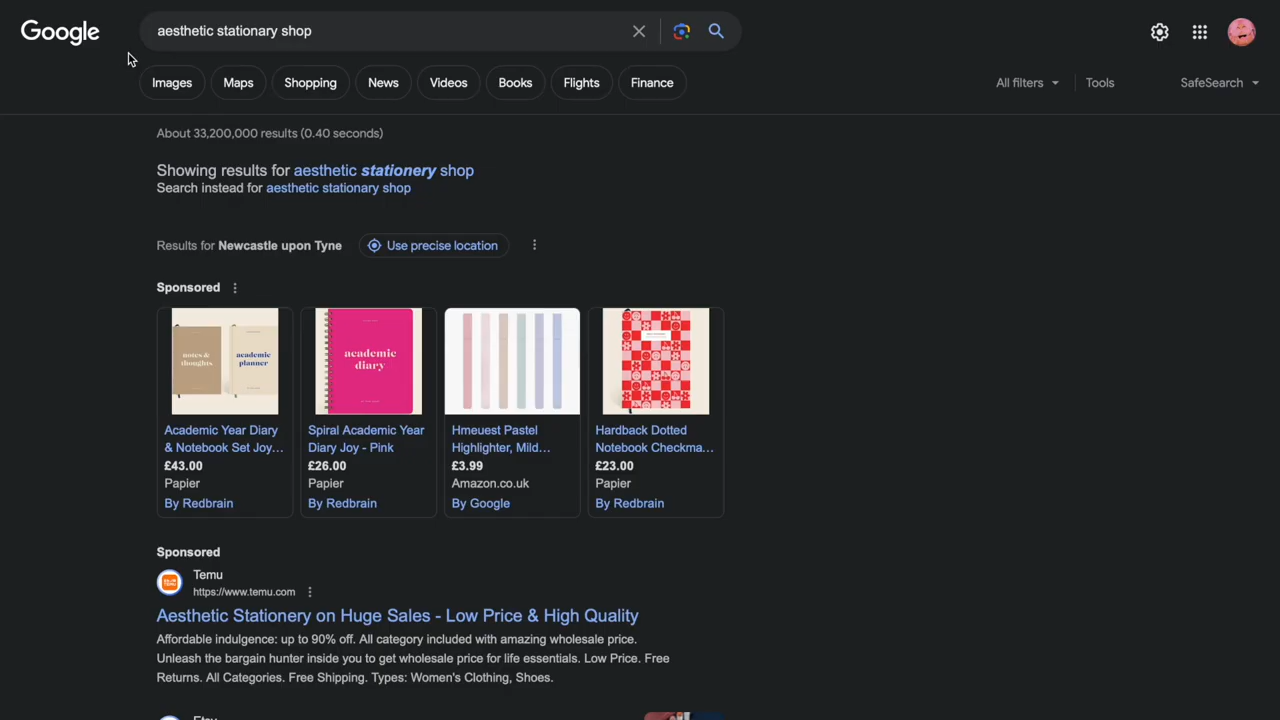 Google
aesthetic stationary shop
Images
Maps
Shopping
News
Videos
Books
Flights
Finance
All filters
Tools
SafeSearch
About 33,200,000 results (0.40 seconds)
Showing results for aesthetic stationery shop
Search instead for aesthetic stationary shop
Results for Newcastle upon Tyne
Use precise location
Sponsored
notes &
thoughts
academic
planner
Academic Year Diary
& Notebook Set Joy...
£43.00
Papier
By Redbrain
academic
diary
Spiral Academic Year
Diary Joy - Pink
£26.00
Papier
By Redbrain
Hmeuest Pastel
Highlighter, Mild...
£3.99
Amazon.co.uk
By Google
Hardback Dotted
Notebook Checkma...
£23.00
Papier
By Redbrain
Sponsored
Temu
https://www.temu.com
Aesthetic Stationery on Huge Sales - Low Price & High Quality
Affordable indulgence: up to 90% off. All category included with amazing wholesale price.
Unleash the bargain hunter inside you to get wholesale price for life essentials. Low Price. Free
Returns. All Categories. Free Shipping. Types: Women's Clothing, Shoes.